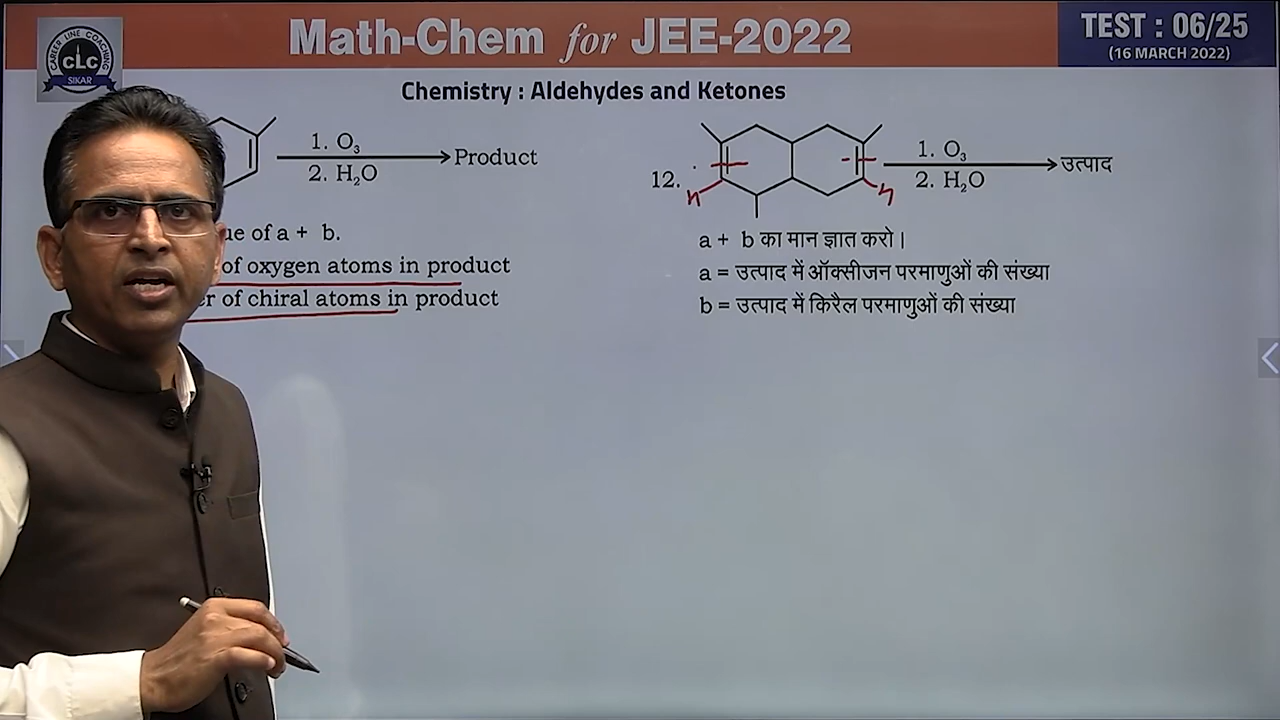 Math-Chem for JEE-2022
TEST : 06/25
(16 MARCH 2022)
CAREER LINE COACHING
CLC
SIKAR
Chemistry : Aldehydes and Ketones
1. O₃
2. H₂O
Product
of a + b.
of oxygen atoms in product
of chiral atoms in product
12.
H
H
1. O₃
2. H₂O
उत्पाद
a + b का मान ज्ञात करो।
a = उत्पाद में ऑक्सीजन परमाणुओं की संख्या
b = उत्पाद में किरैल परमाणुओं की संख्या